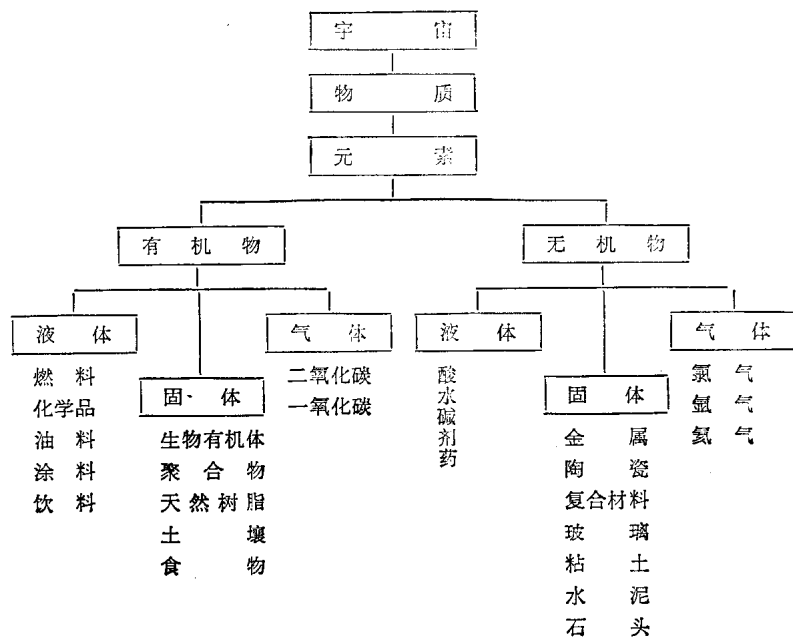 宇宙
物质
元素
有机物
无机物
液体
燃料
化学品
油料
涂料
饮料
固体
生物有机体
聚合物
天然树脂
土壤
食物
气体
二氧化碳
一氧化碳
液体
酸
水
碱
剂
药
固体
金属
陶瓷
复合材料
玻璃
粘土
水泥
石头
气体
氯气
氩气
氦气